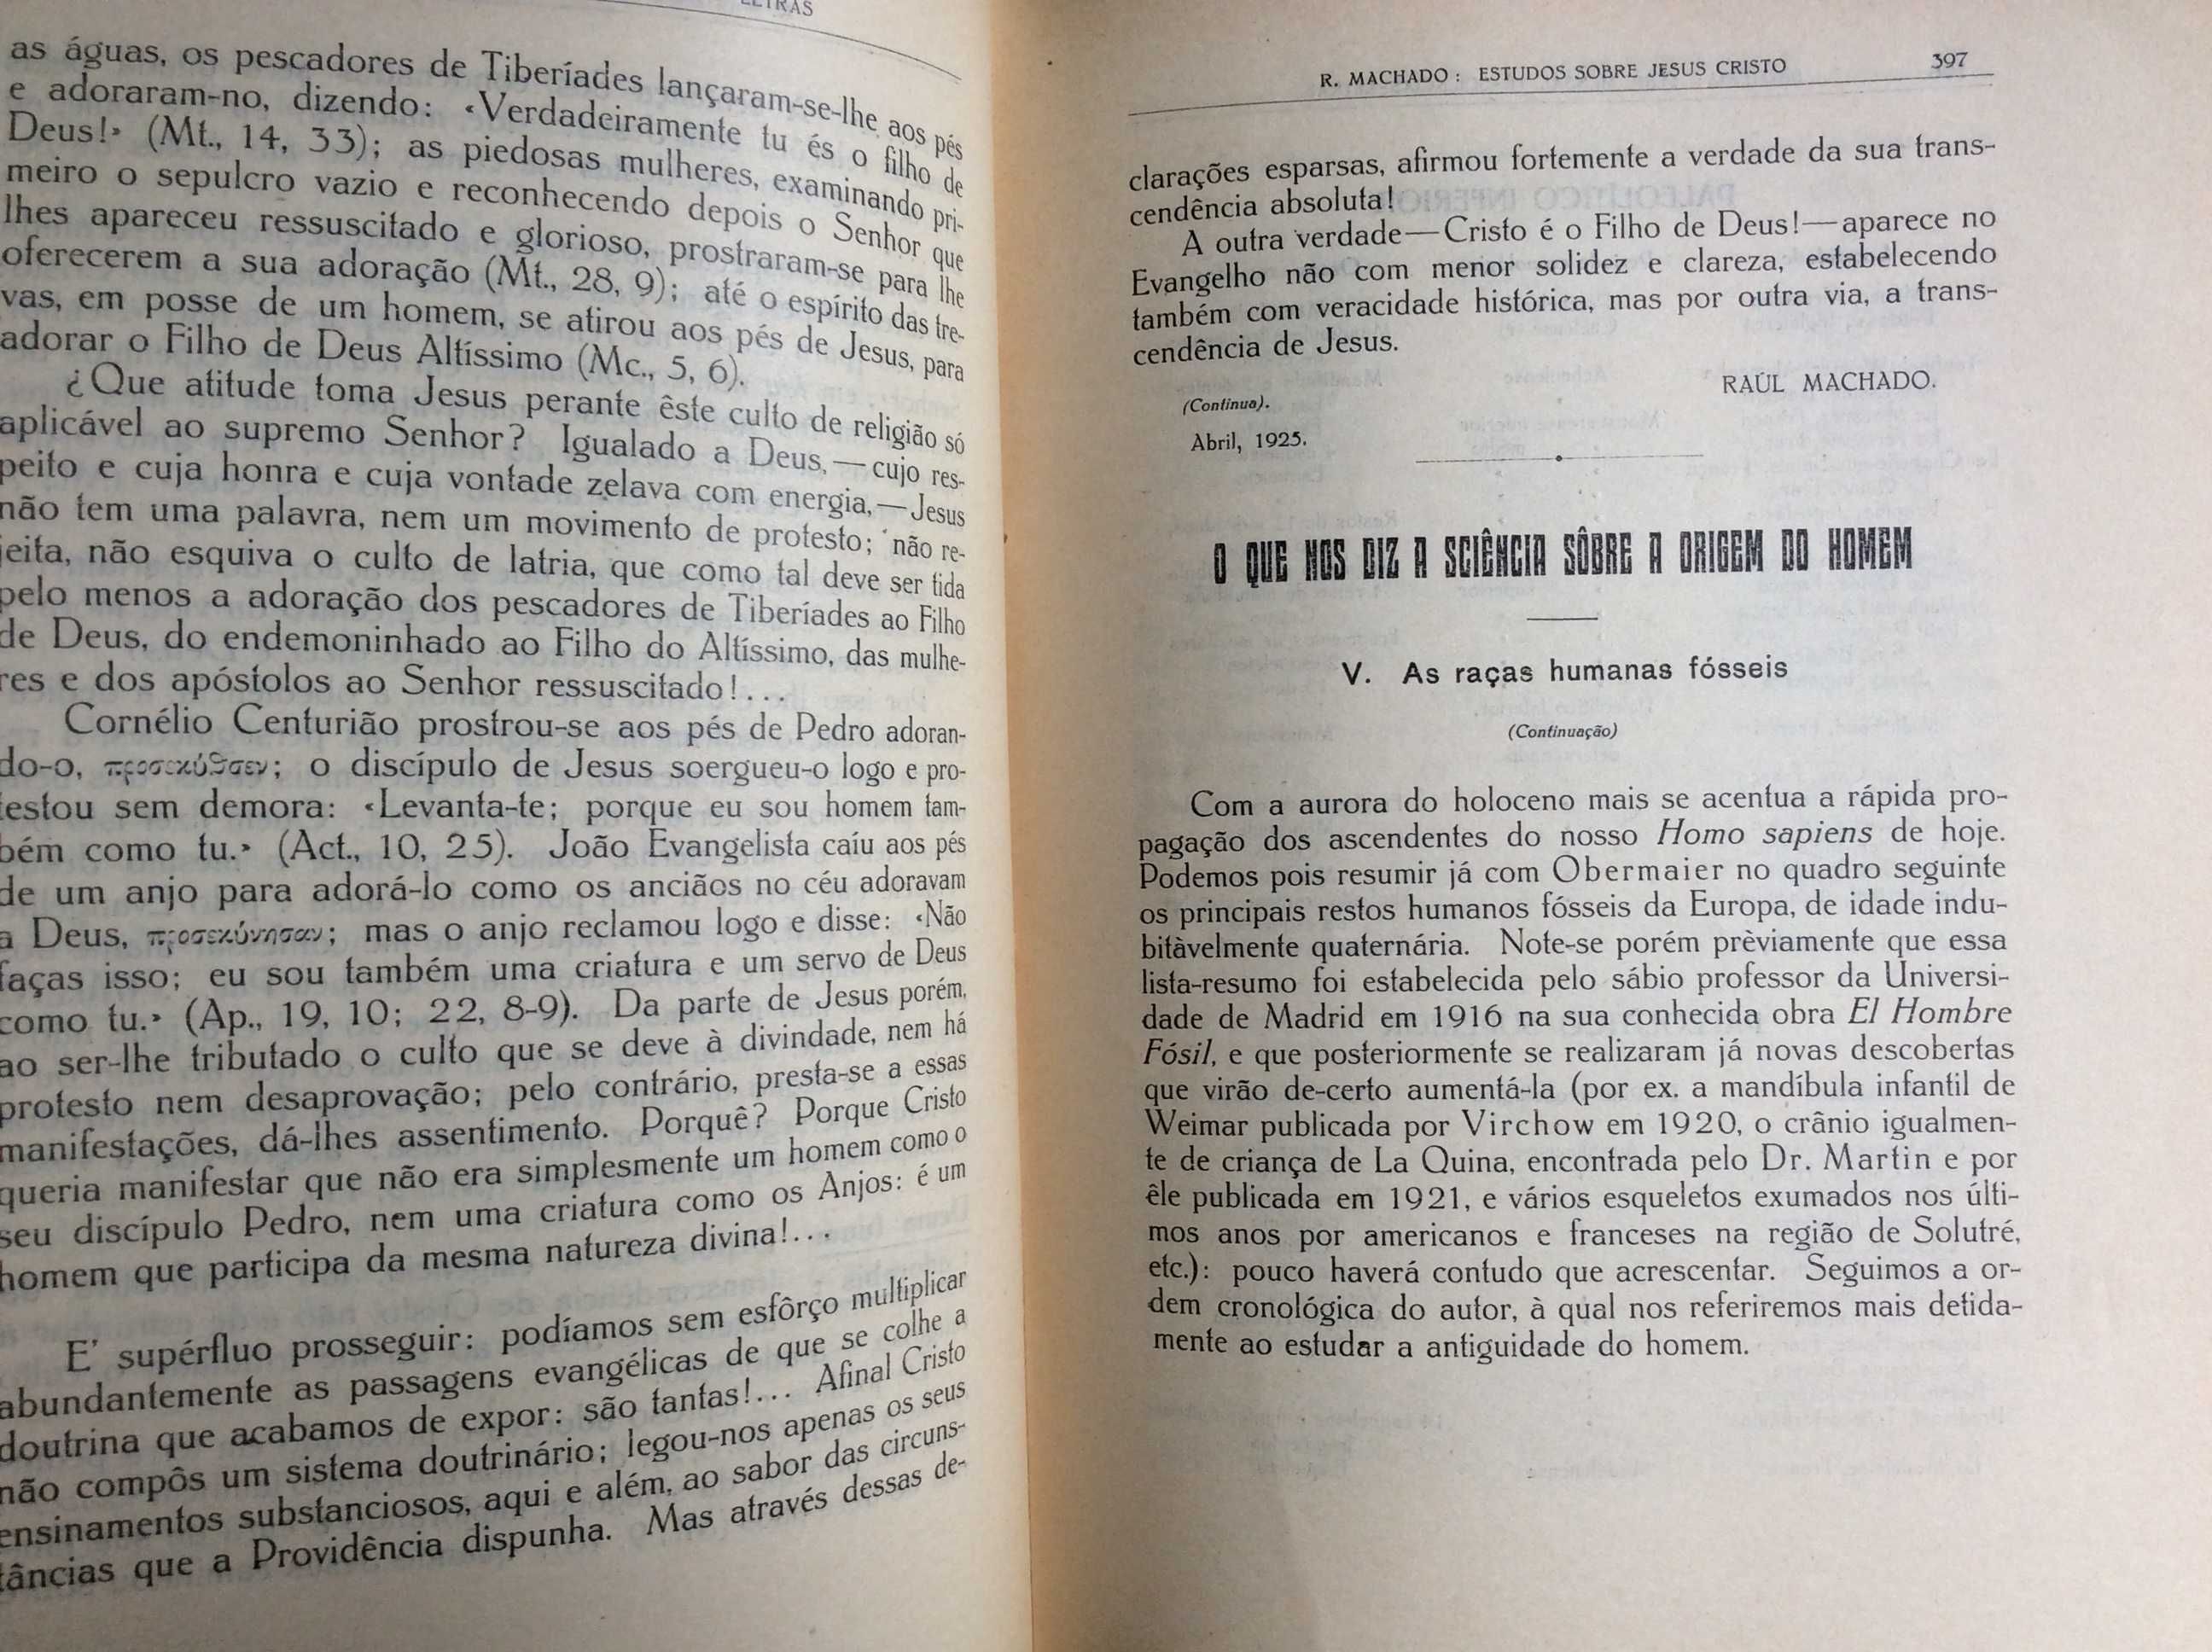 LETRAS
as águas, os pescadores de Tiberíades lançaram-se-lhe aos pés
e adoraram-no, dizendo: «Verdadeiramente tu és o filho de
Deus!» (Mt., 14, 33); as piedosas mulheres, examinando pri-
meiro o sepulcro vazio e reconhecendo depois o Senhor que
lhes apareceu ressuscitado e glorioso, prostraram-se para lhe
oferecerem a sua adoração (Mt., 28, 9); até o espírito das tre-
vas, em posse de um homem, se atirou aos pés de Jesus, para
adorar o Filho de Deus Altíssimo (Mc., 5, 6).
¿Que atitude toma Jesus perante êste culto de religião só
aplicável ao supremo Senhor? Igualado a Deus,—cujo res-
peito e cuja honra e cuja vontade zelava com energia,—Jesus
não tem uma palavra, nem um movimento de protesto; não re-
jeita, não esquiva o culto de latria, que como tal deve ser tida
pelo menos a adoração dos pescadores de Tiberíades ao Filho
de Deus, do endemoninhado ao Filho do Altíssimo, das mulhe-
res e dos apóstolos ao Senhor ressuscitado!...
Cornélio Centurião prostrou-se aos pés de Pedro adoran-
do-o, ; o discípulo de Jesus soergueu-o logo e pro-
testou sem demora: «Levanta-te; porque eu sou homem tam-
bém como tu.» (Act., 10, 25). João Evangelista caíu aos pés
de um anjo para adorá-lo como os anciãos no céu adoravam
a Deus, προσεκύνησαν; mas o anjo reclamou logo e disse: «Não
faças isso; eu sou também uma criatura e um servo de Deus
como tu.» (Ap., 19, 10; 22, 8-9). Da parte de Jesus porém,
ao ser-lhe tributado o culto que se deve à divindade, nem há
protesto nem desaprovação; pelo contrário, presta-se a essas
manifestações, dá-lhes assentimento. Porquê? Porque Cristo
queria manifestar que não era simplesmente um homem como o
seu discípulo Pedro, nem uma criatura como os Anjos: é um
homem que participa da mesma natureza divina!...
E' supérfluo prosseguir: podíamos sem esfôrço multiplicar
abundantemente as passagens evangélicas de que se colhe a
doutrina que acabamos de expor: são tantas!... Afinal Cristo
não compôs um sistema doutrinário; legou-nos apenas os seus
ensinamentos substanciosos, aqui e além, ao sabor das circuns-
tâncias que a Providência dispunha. Mas através dessas de-
R. MACHADO: ESTUDOS SOBRE JESUS CRISTO 397
clarações esparsas, afirmou fortemente a verdade da sua trans-
cendência absoluta!
A outra verdade—Cristo é o Filho de Deus!—aparece no
Evangelho não com menor solidez e clareza, estabelecendo
também com veracidade histórica, mas por outra via, a trans-
cendência de Jesus.
RAÚL MACHADO.
(Continua).
Abril, 1925.
O QUE NOS DIZ A SCIÊNCIA SÔBRE A ORIGEM DO HOMEM
V. As raças humanas fósseis
(Continuação)
Com a aurora do holoceno mais se acentua a rápida pro-
pagação dos ascendentes do nosso Homo sapiens de hoje.
Podemos pois resumir já com Obermaier no quadro seguinte
os principais restos humanos fósseis da Europa, de idade indu-
bitàvelmente quaternária. Note-se porém prèviamente que essa
lista-resumo foi estabelecida pelo sábio professor da Universi-
dade de Madrid em 1916 na sua conhecida obra El Hombre
Fósil, e que posteriormente se realizaram já novas descobertas
que virão de-certo aumentá-la (por ex. a mandíbula infantil de
Weimar publicada por Virchow em 1920, o crânio igualmen-
te de criança de La Quina, encontrada pelo Dr. Martin e por
êle publicada em 1921, e vários esqueletos exumados nos últi-
mos anos por americanos e franceses na região de Solutré,
etc.): pouco haverá contudo que acrescentar. Seguimos a or-
dem cronológica do autor, à qual nos referiremos mais detida-
mente ao estudar a antiguidade do homem.